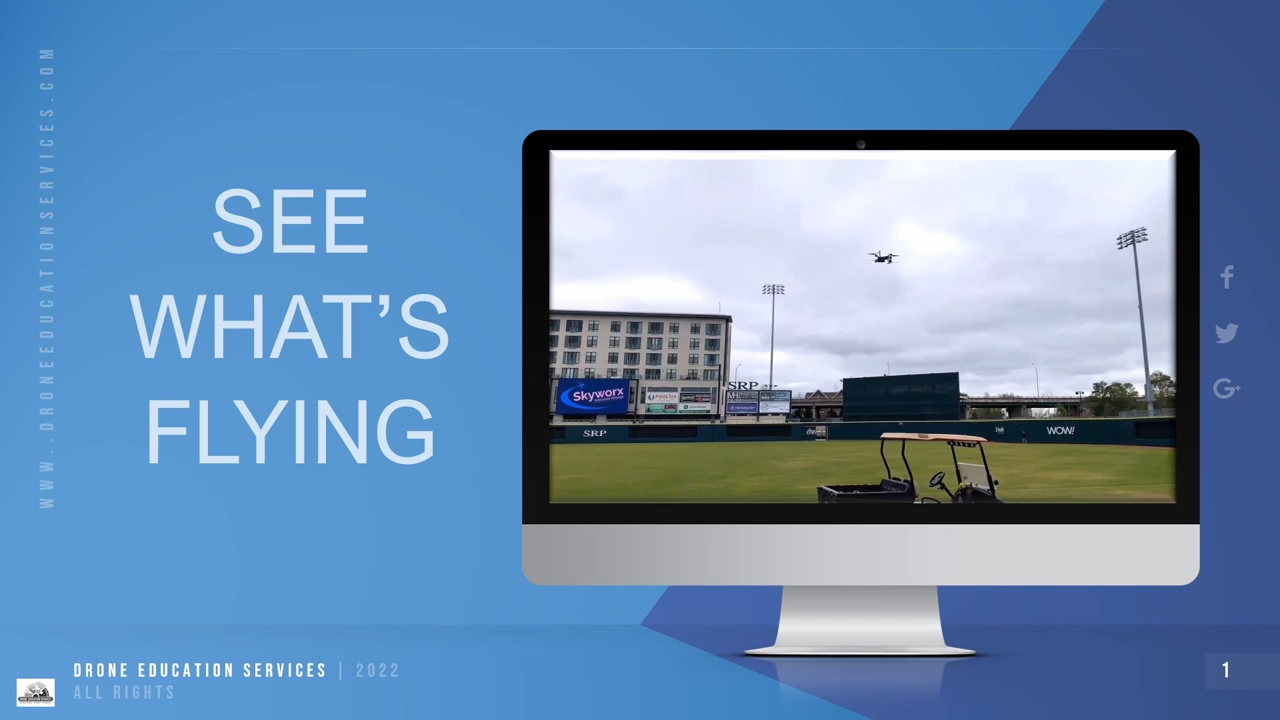 WWW.DRONEEDUCATIONSERVICES.COM
SEE
WHAT’S
FLYING
Skyworx
SRP
SRP
WOW!
DRONE EDUCATION SERVICES | 2022
ALL RIGHTS
1